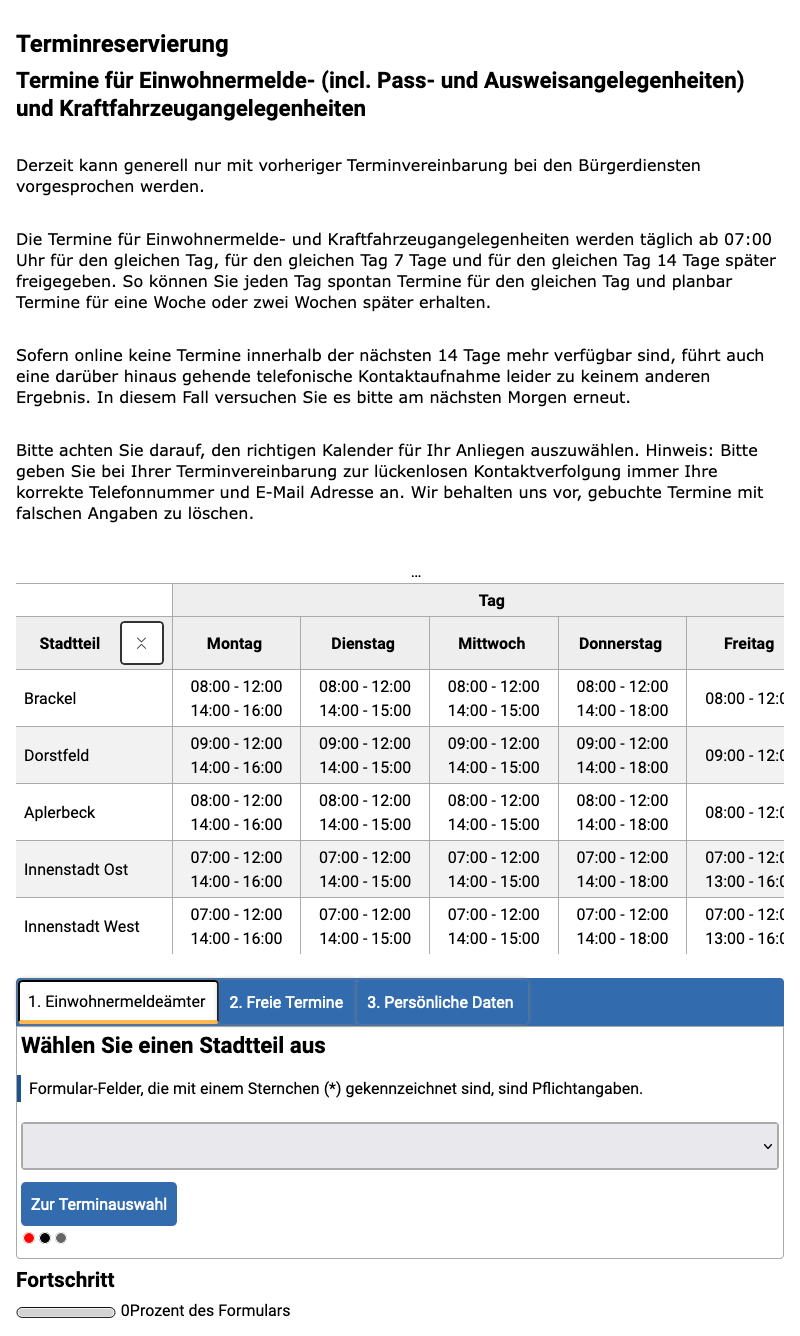 Terminreservierung
Termine für Einwohnermelde- (incl. Pass- und Ausweisangelegenheiten)
und Kraftfahrzeugangelegenheiten
Derzeit kann generell nur mit vorheriger Terminvereinbarung bei den Bürgerdiensten
vorgesprochen werden.
Die Termine für Einwohnermelde- und Kraftfahrzeugangelegenheiten werden täglich ab 07:00
Uhr für den gleichen Tag, für den gleichen Tag 7 Tage und für den gleichen Tag 14 Tage später
freigegeben. So können Sie jeden Tag spontan Termine für den gleichen Tag und planbar
Termine für eine Woche oder zwei Wochen später erhalten.
Sofern online keine Termine innerhalb der nächsten 14 Tage mehr verfügbar sind, führt auch
eine darüber hinaus gehende telefonische Kontaktaufnahme leider zu keinem anderen
Ergebnis. In diesem Fall versuchen Sie es bitte am nächsten Morgen erneut.
Bitte achten Sie darauf, den richtigen Kalender für Ihr Anliegen auszuwählen. Hinweis: Bitte
geben Sie bei Ihrer Terminvereinbarung zur lückenlosen Kontaktverfolgung immer Ihre
korrekte Telefonnummer und E-Mail Adresse an. Wir behalten uns vor, gebuchte Termine mit
falschen Angaben zu löschen.
...
Tag
Stadtteil Montag Dienstag Mittwoch Donnerstag Freitag
Brackel 08:00 - 12:00 08:00 - 12:00 08:00 - 12:00 08:00 - 12:00 08:00 - 12:0
14:00 - 16:00 14:00 - 15:00 14:00 - 15:00 14:00 - 18:00
Dorstfeld 09:00 - 12:00 09:00 - 12:00 09:00 - 12:00 09:00 - 12:00 09:00 - 12:0
14:00 - 16:00 14:00 - 15:00 14:00 - 15:00 14:00 - 18:00
Aplerbeck 08:00 - 12:00 08:00 - 12:00 08:00 - 12:00 08:00 - 12:00 08:00 - 12:0
14:00 - 16:00 14:00 - 15:00 14:00 - 15:00 14:00 - 18:00
Innenstadt Ost 07:00 - 12:00 07:00 - 12:00 07:00 - 12:00 07:00 - 12:00 07:00 - 12:0
14:00 - 16:00 14:00 - 15:00 14:00 - 15:00 14:00 - 18:00 13:00 - 16:0
Innenstadt West 07:00 - 12:00 07:00 - 12:00 07:00 - 12:00 07:00 - 12:00 07:00 - 12:0
14:00 - 16:00 14:00 - 15:00 14:00 - 15:00 14:00 - 18:00 13:00 - 16:0
1. Einwohnermeldeämter 2. Freie Termine 3. Persönliche Daten
Wählen Sie einen Stadtteil aus
Formular-Felder, die mit einem Sternchen (*) gekennzeichnet sind, sind Pflichtangaben.
Zur Terminauswahl
Fortschritt
0Prozent des Formulars